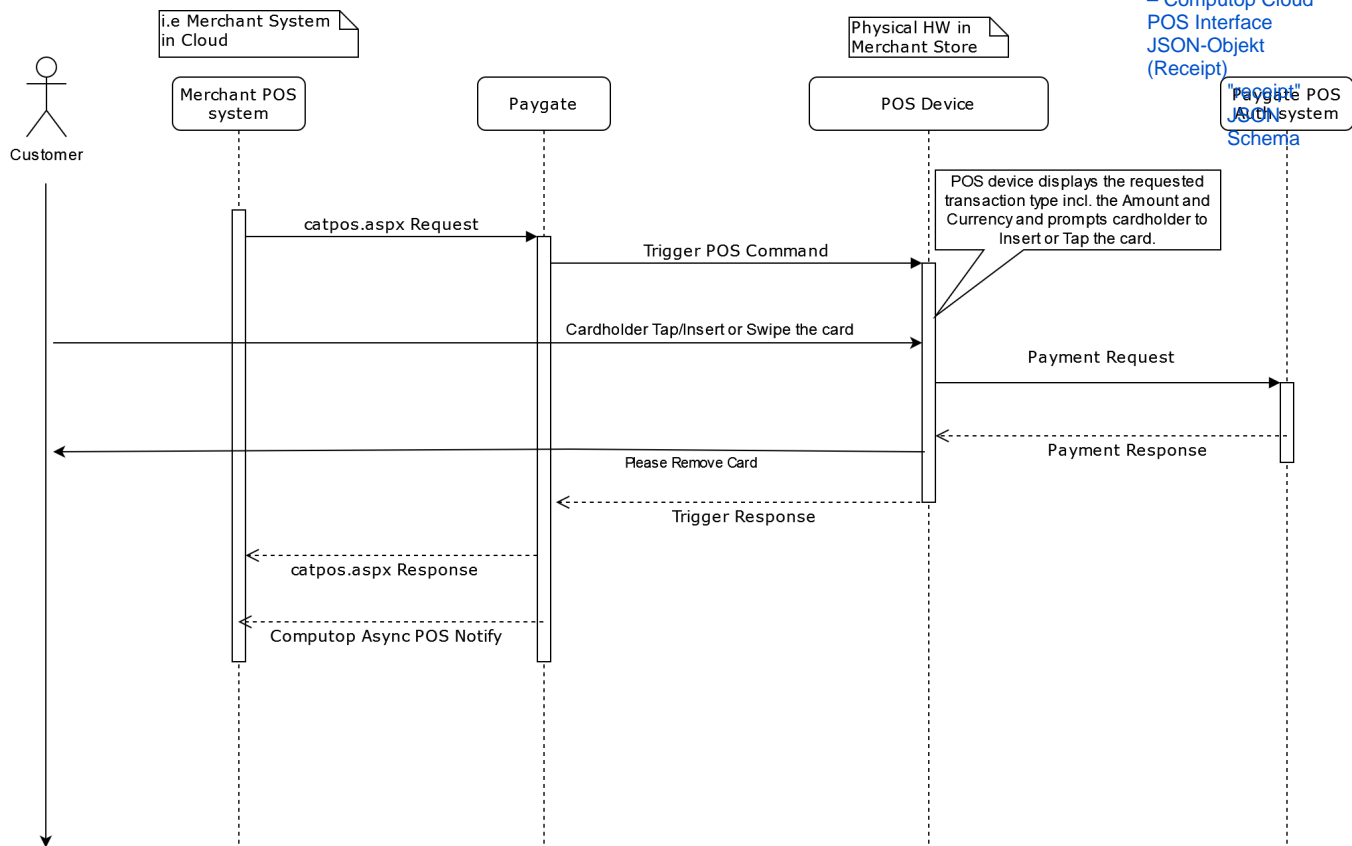 – Computop Cloud
POS Interface
JSON-Objekt
(Receipt)
"receipt"
JSON
Schema
i.e Merchant System
in Cloud
Physical HW in
Merchant Store
Customer
Merchant POS
system
Paygate
POS Device
Paygate POS
Auth system
POS device displays the requested
transaction type incl. the Amount and
Currency and prompts cardholder to
Insert or Tap the card.
catpos.aspx Request
Trigger POS Command
Cardholder Tap/Insert or Swipe the card
Payment Request
Payment Response
Please Remove Card
Trigger Response
catpos.aspx Response
Computop Async POS Notify